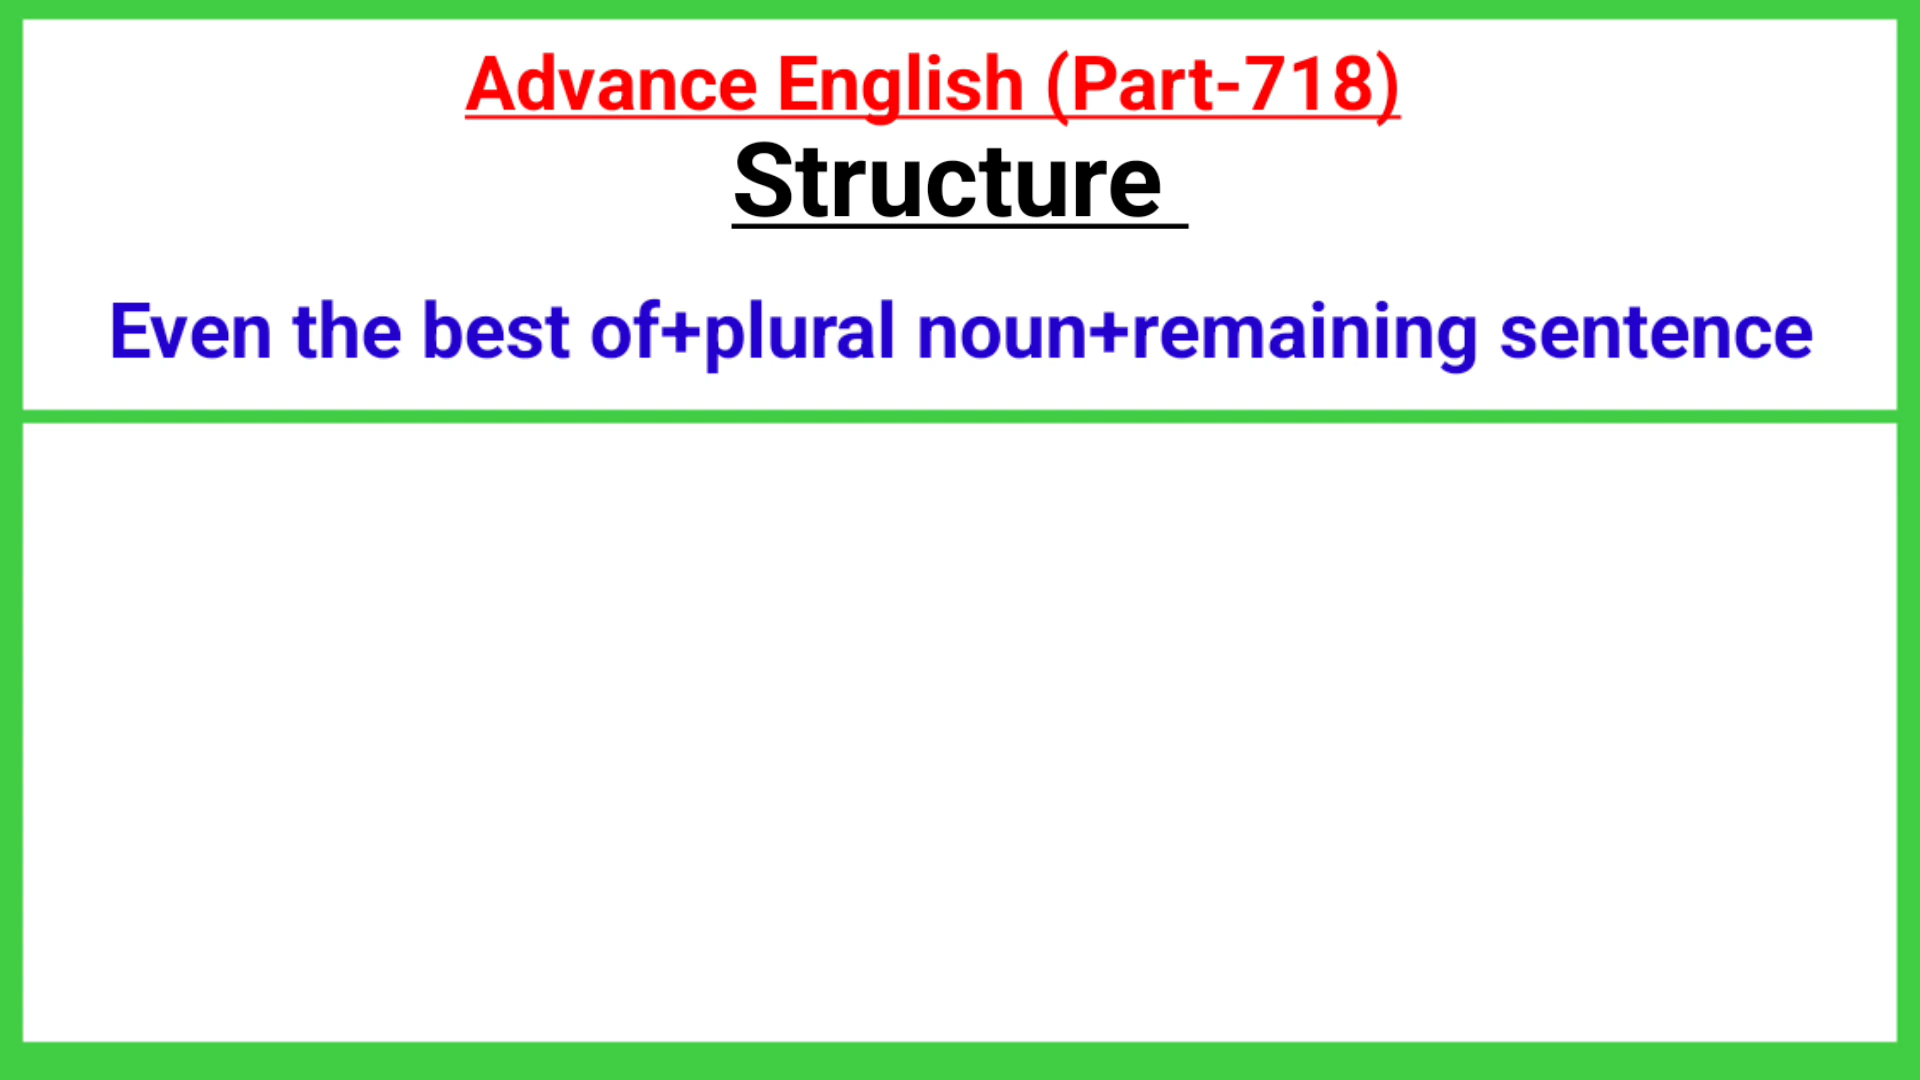 Advance English (Part-718)
Structure
Even the best of+plural noun+remaining sentence